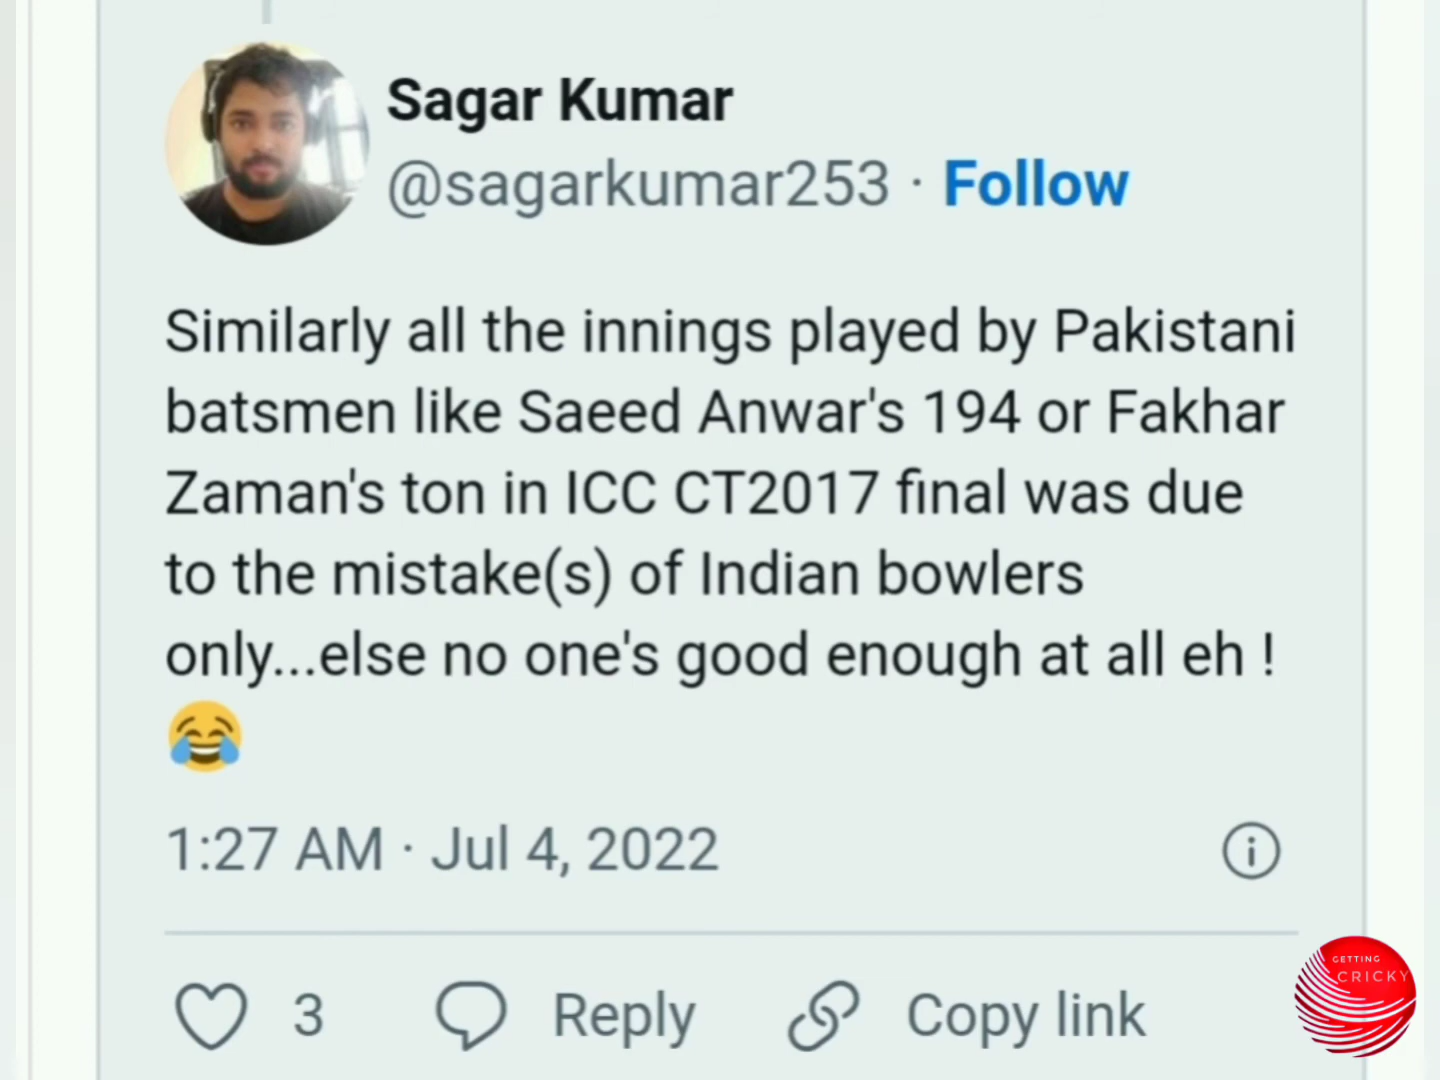 Sagar Kumar
@sagarkumar253 · Follow
Similarly all the innings played by Pakistani
batsmen like Saeed Anwar's 194 or Fakhar
Zaman's ton in ICC CT2017 final was due
to the mistake(s) of Indian bowlers
only...else no one's good enough at all eh !
😂
1:27 AM · Jul 4, 2022
3 Reply Copy link
GETTING
CRICKY